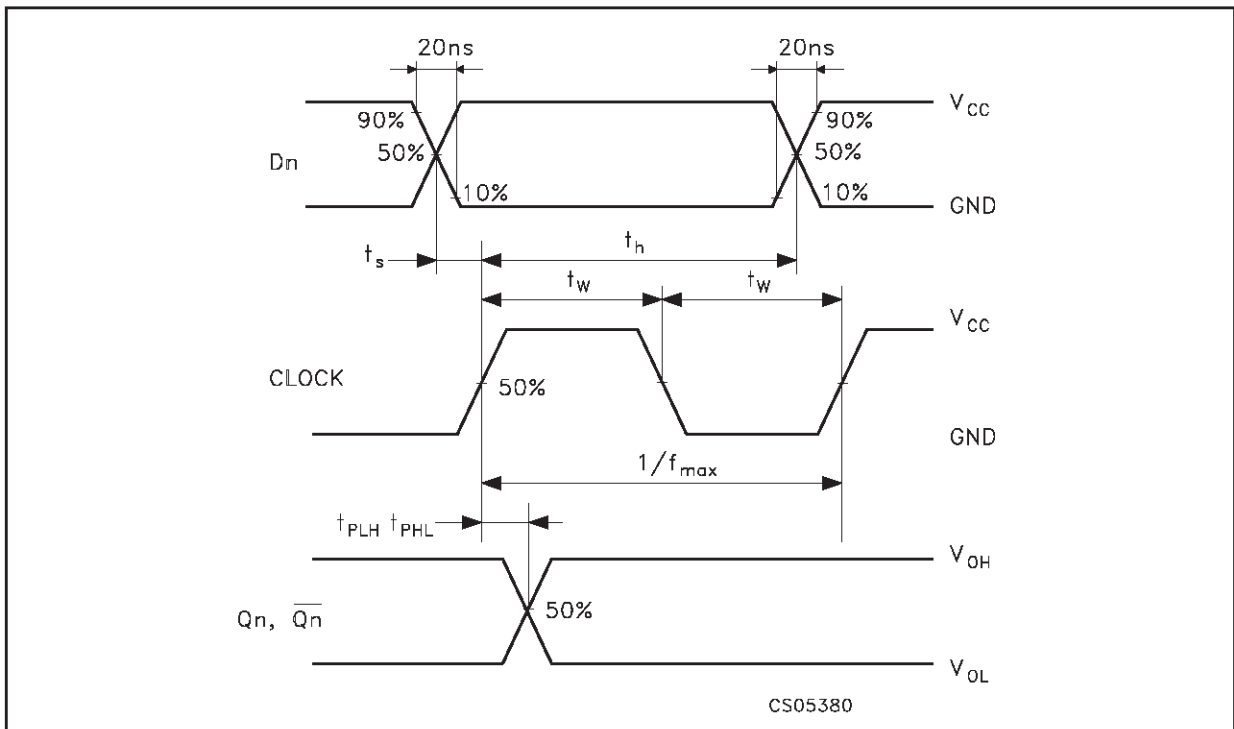 20ns 20ns
VCC
90% 90%
Dn 50% 50%
10% 10%
GND
ts th
tW tW
VCC
CLOCK 50%
GND
1/fmax
tPLH tPHL
VOH
Qn, Q̅n̅ 50%
VOL
CS05380